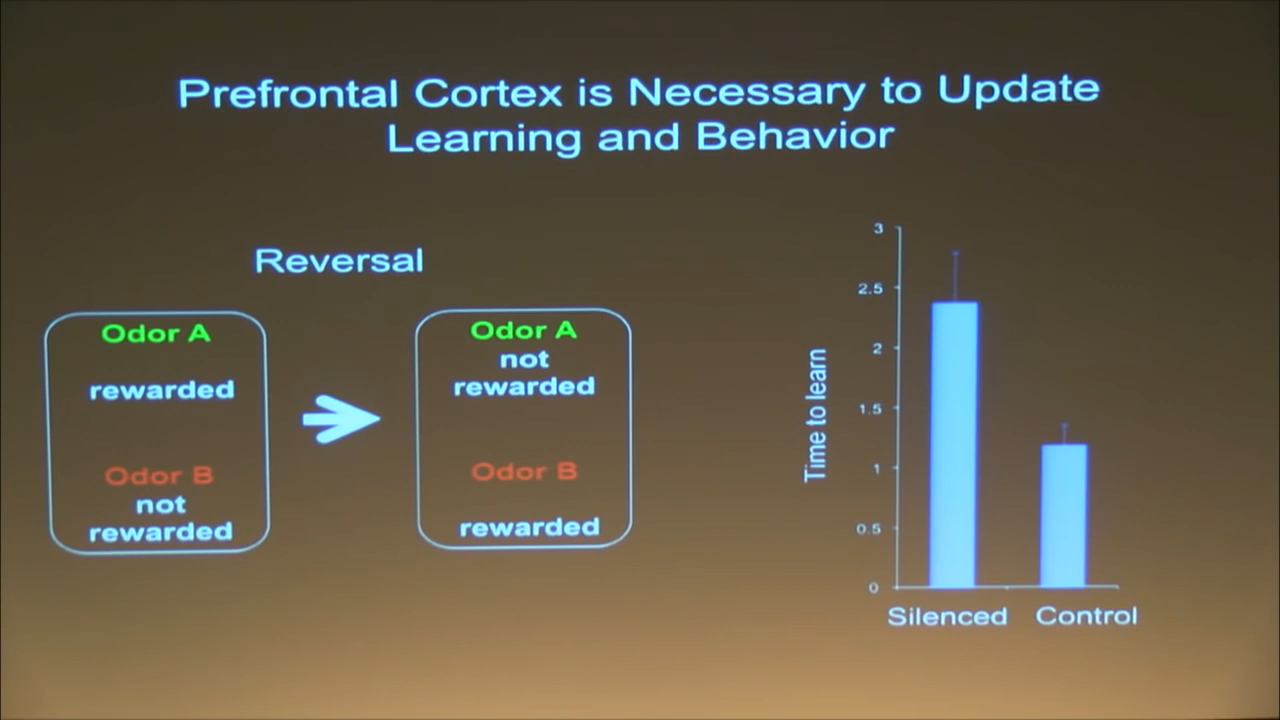 Prefrontal Cortex is Necessary to Update
Learning and Behavior
Reversal
Odor A
rewarded
Odor B
not
rewarded
Odor A
not
rewarded
Odor B
rewarded
Time to learn
3
2.5
2
1.5
1
0.5
0
Silenced
Control